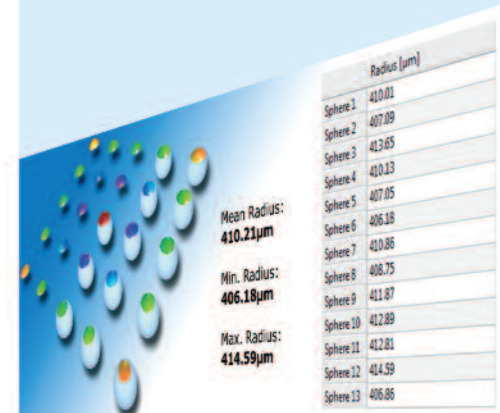 Mean Radius:
410.21µm
Min. Radius:
406.18µm
Max. Radius:
414.59µm
Radius [µm]
Sphere 1 410.01
Sphere 2 407.09
Sphere 3 413.65
Sphere 4 410.13
Sphere 5 407.05
Sphere 6 406.18
Sphere 7 410.86
Sphere 8 408.75
Sphere 9 411.87
Sphere 10 412.89
Sphere 11 412.81
Sphere 12 414.59
Sphere 13 406.86